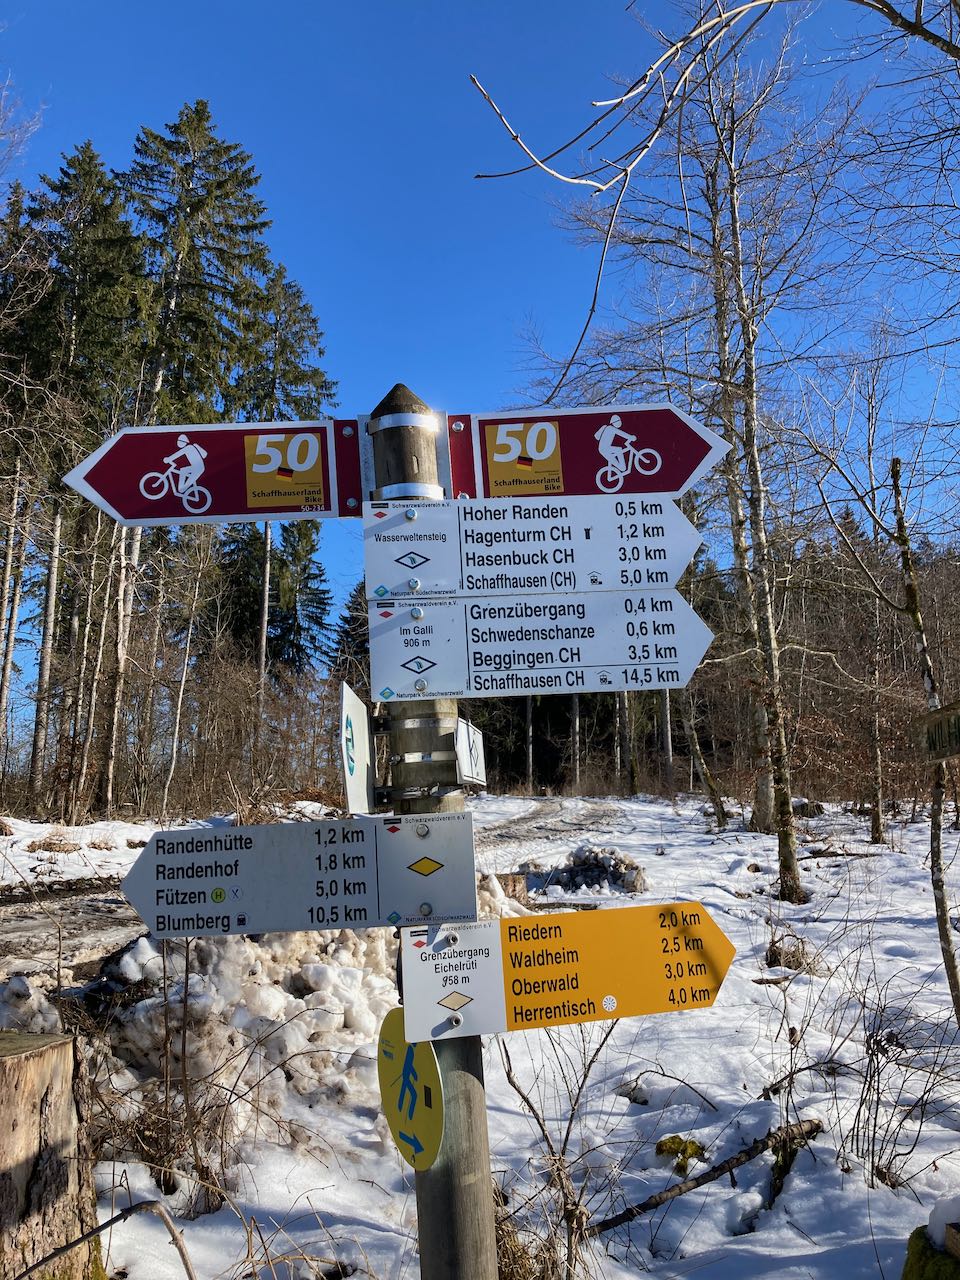 50
Schaffhauserland
Bike
50-234
50
Schaffhauserland
Bike
Schwarzwaldverein e.V.
Wasserweltensteig
Naturpark Südschwarzwald
Hoher Randen 0,5 km
Hagenturm CH 1,2 km
Hasenbuck CH 3,0 km
Schaffhausen (CH) 5,0 km
Schwarzwaldverein e.V.
Im Galli
906 m
Naturpark Südschwarzwald
Grenzübergang 0,4 km
Schwedenschanze 0,6 km
Beggingen CH 3,5 km
Schaffhausen CH 14,5 km
Randenhütte 1,2 km
Randenhof 1,8 km
Fützen H 5,0 km
Blumberg 10,5 km
Schwarzwaldverein e.V.
Naturpark Südschwarzwald
Schwarzwaldverein e.V.
Grenzübergang
Eichelrüti
958 m
Riedern 2,0 km
Waldheim 2,5 km
Oberwald 3,0 km
Herrentisch 4,0 km